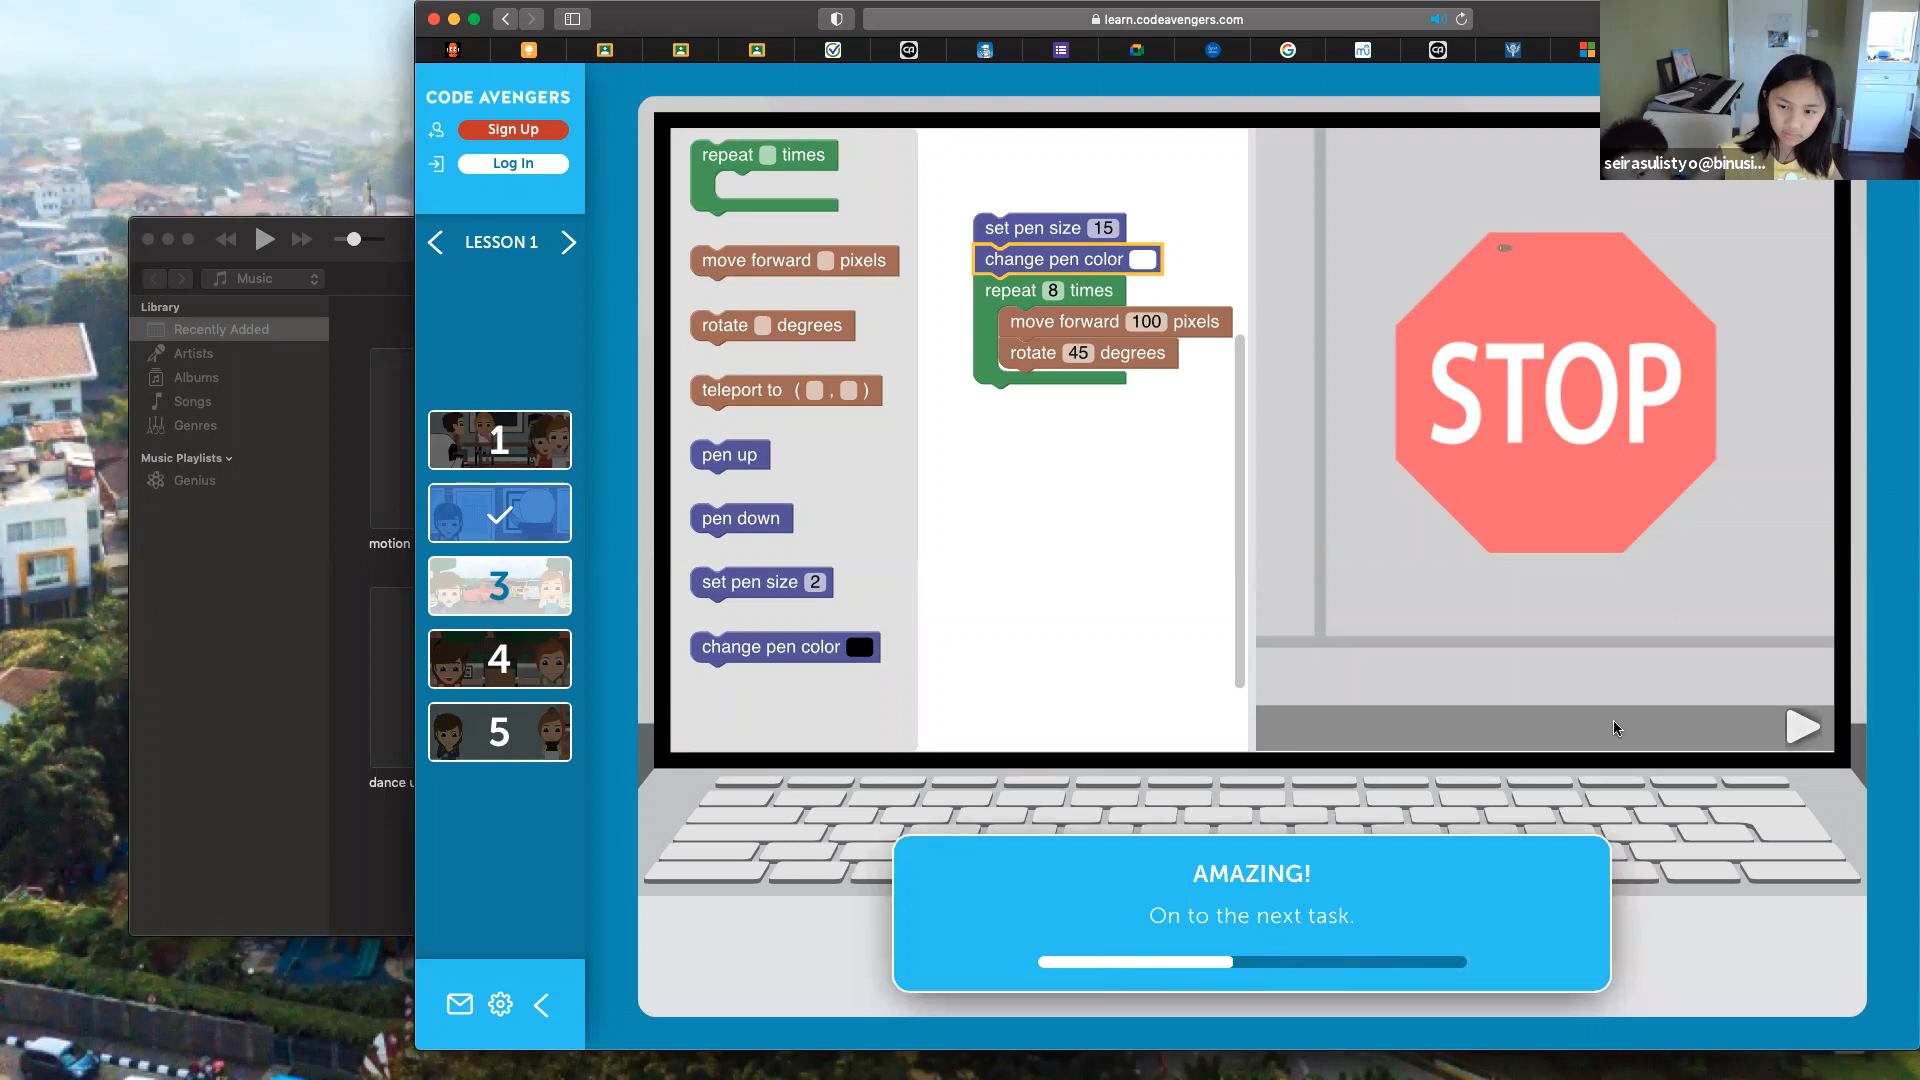 learn.codeavengers.com
CODE AVENGERS
Sign Up
Log In
LESSON 1
1
3
4
5
Music
Library
Recently Added
Artists
Albums
Songs
Genres
Music Playlists
Genius
motion
dance u
repeat times
move forward pixels
rotate degrees
teleport to ( , )
pen up
pen down
set pen size 2
change pen color
set pen size 15
change pen color
repeat 8 times
move forward 100 pixels
rotate 45 degrees
STOP
seirasulistyo@binusi...
AMAZING!
On to the next task.